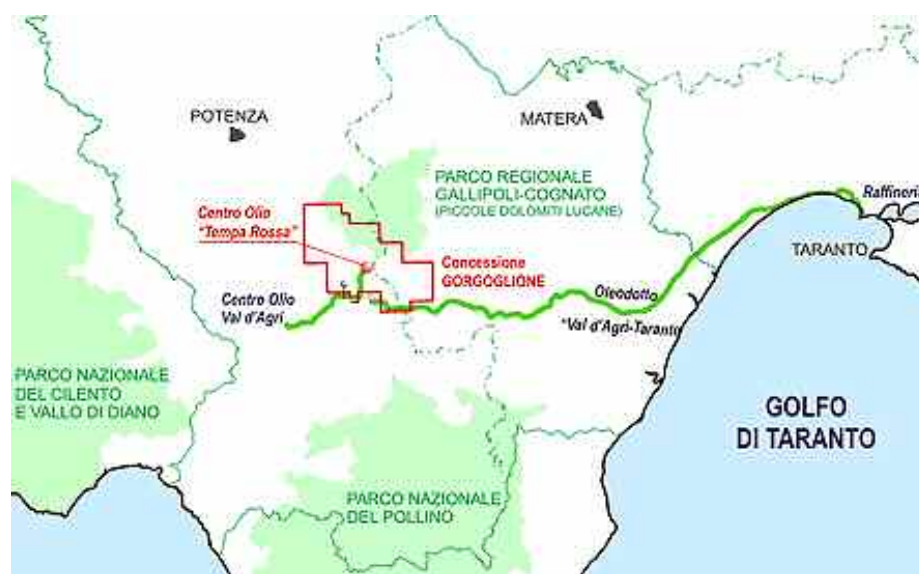 POTENZA
MATERA
PARCO REGIONALE
GALLIPOLI-COGNATO
(PICCOLE DOLOMITI LUCANE)
Raffineria
Centro Olio
"Tempa Rossa"
TARANTO
Concessione
GORGOGLIONE
Centro Olio
Val d'Agri
Oleodotto
"Val d'Agri-Taranto
PARCO NAZIONALE
DEL CILENTO
E VALLO DI DIANO
GOLFO
DI TARANTO
PARCO NAZIONALE
DEL POLLINO